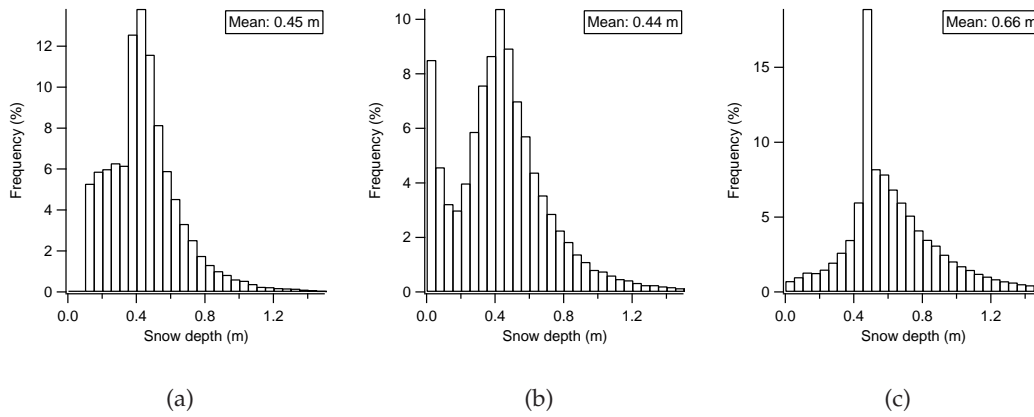 Mean: 0.45 m
12
10
8
6
4
2
0
Frequency (%)
0.0 0.4 0.8 1.2
Snow depth (m)
(a)
Mean: 0.44 m
10
8
6
4
2
0
Frequency (%)
0.0 0.4 0.8 1.2
Snow depth (m)
(b)
Mean: 0.66 m
15
10
5
0
Frequency (%)
0.0 0.4 0.8 1.2
Snow depth (m)
(c)